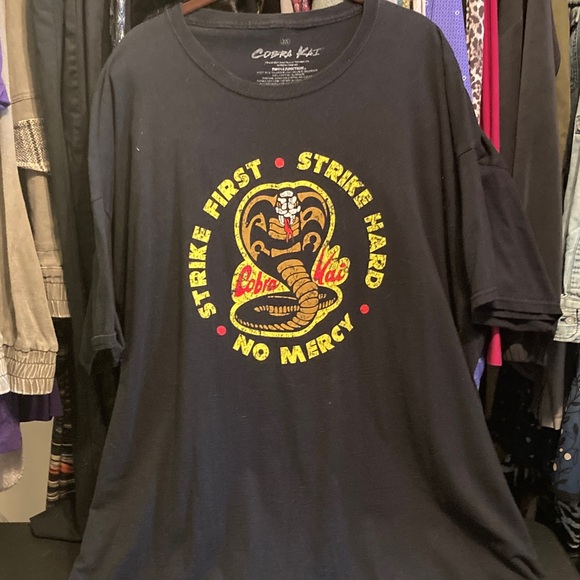 COBRA KAI
STRIKE FIRST • STRIKE HARD
• NO MERCY •
Cobra Kai